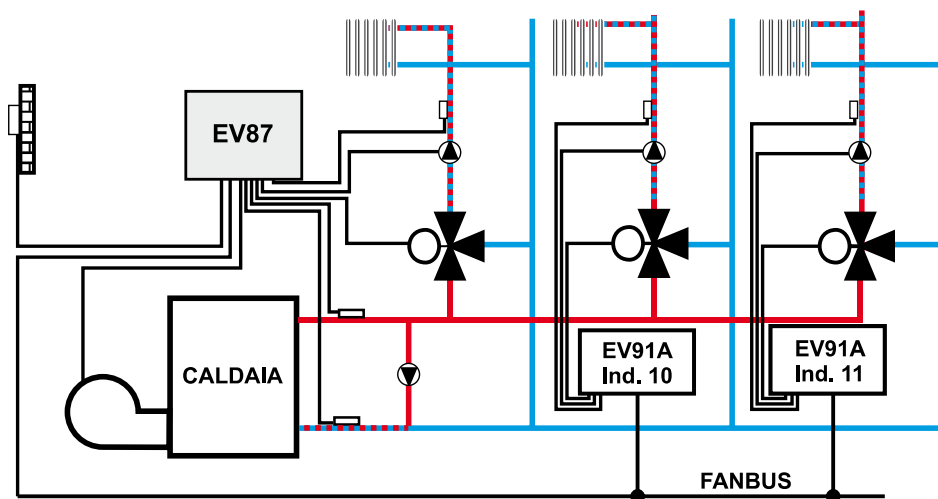 EV87
CALDAIA
EV91A
Ind. 10
EV91A
Ind. 11
FANBUS